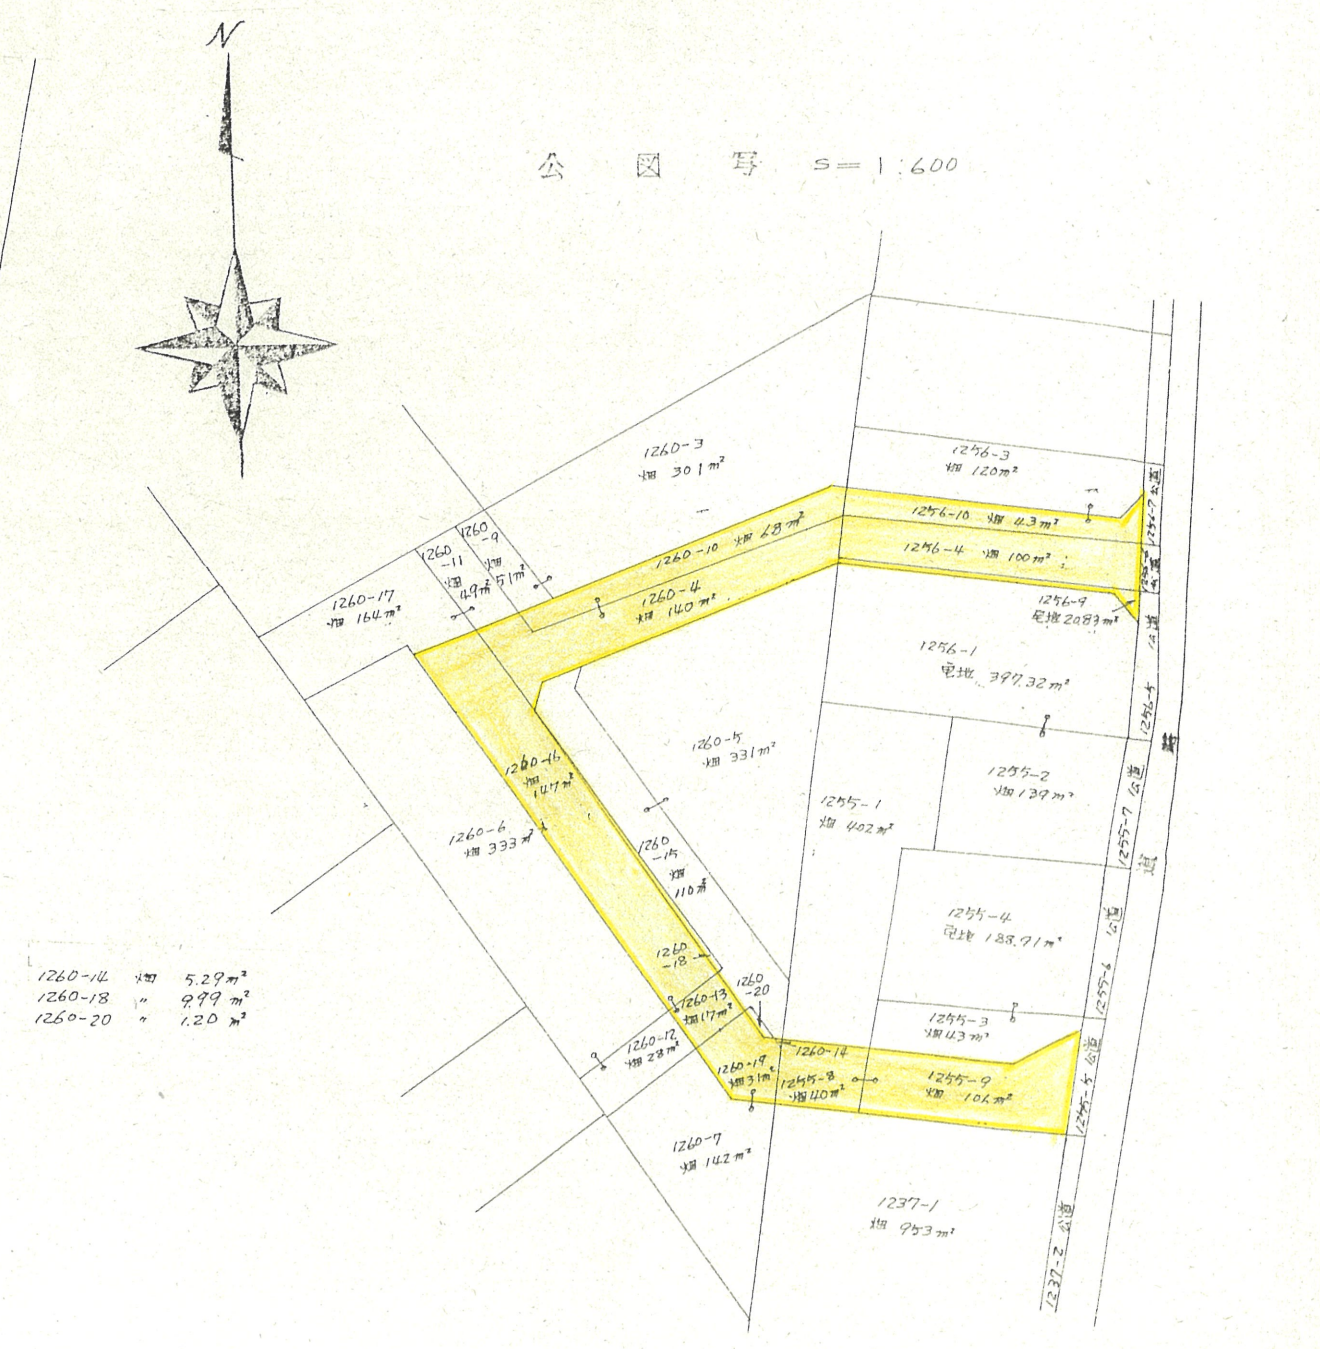 N
公図写 S=1:600
1260-3
畑 301m²
1256-3
畑 120m²
1256-7 公道
1256-10 畑 43m²
1260-10 畑 68m²
1256-4 畑 100m²
公道
1260-9
畑
51m²
1260-11
畑
49m²
1260-17
畑 164m²
1260-4
畑 140m²
1256-9
宅地 20.83m²
1256-1
宅地 397.32m²
1256-5 公道
1260-16
畑
147m²
1260-5
畑 331m²
1255-2
畑 139m²
1255-1
畑 402m²
1255-7 公道
道
1260-6
畑 333m²
1260-15
畑
110m²
1255-4
宅地 188.71m²
1255-6 公道
1260-18
1260-20
1260-14 畑 5.29m²
1260-18 〃 9.99m²
1260-20 〃 1.20m²
1260-13
畑 17m²
1255-3
畑 43m²
1260-12
畑 28m²
1260-14
1260-19
畑 31m²
1255-8
畑 40m²
1255-9
畑 106m²
1255-5 公道
1260-7
畑 142m²
1237-1
畑 953m²
1237-2 公道